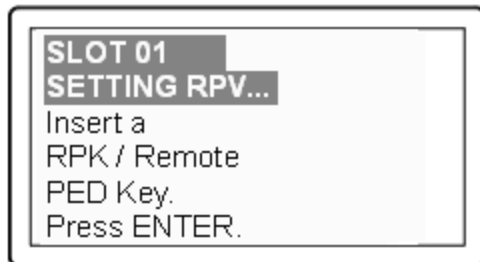 SLOT 01
SETTING RPV...
Insert a
RPK / Remote
PED Key.
Press ENTER.